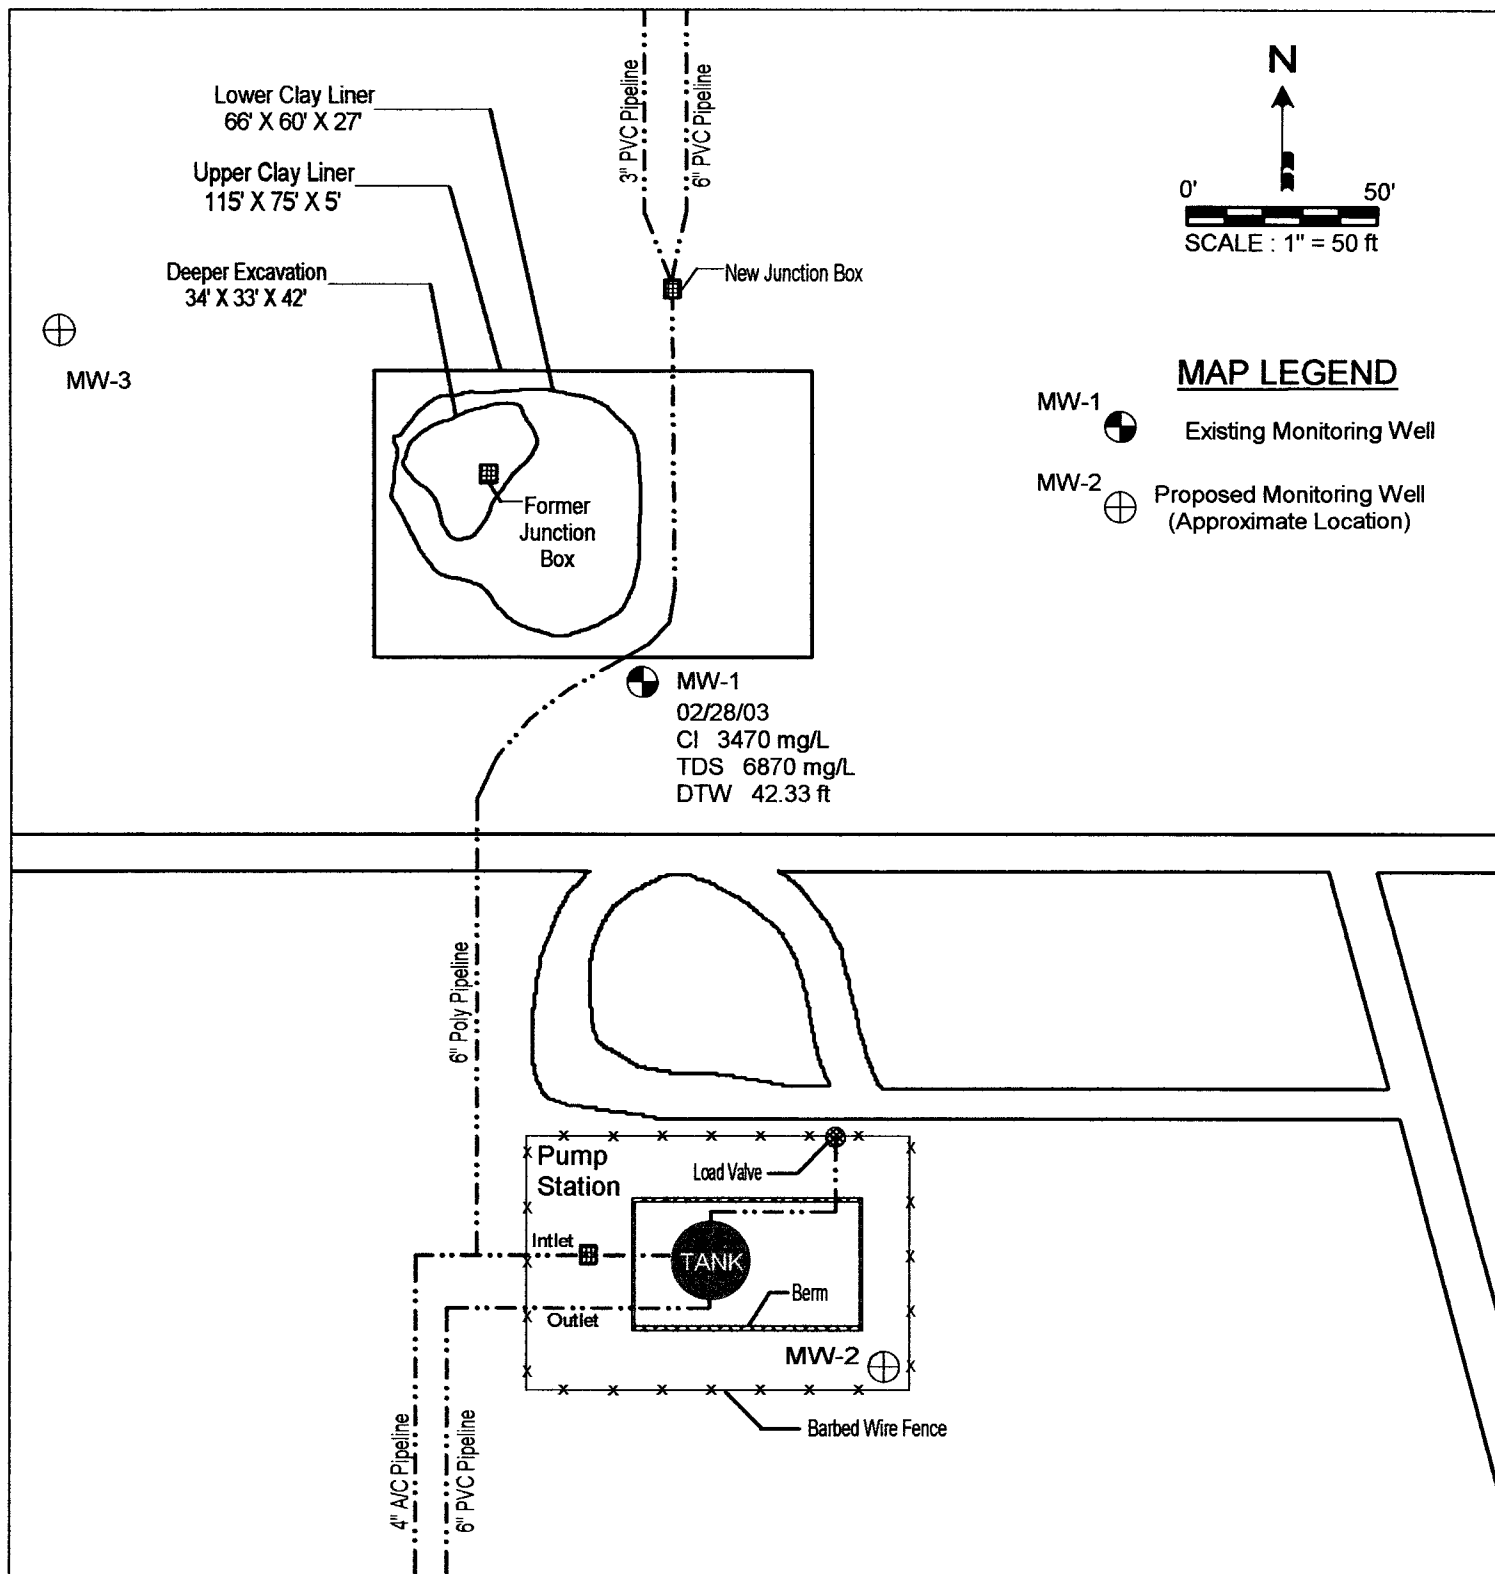 N
0' 50'
SCALE : 1" = 50 ft
Lower Clay Liner
66' X 60' X 27'
Upper Clay Liner
115' X 75' X 5'
Deeper Excavation
34' X 33' X 42'
3" PVC Pipeline
6" PVC Pipeline
New Junction Box
MW-3
MAP LEGEND
MW-1
Existing Monitoring Well
MW-2
Proposed Monitoring Well
(Approximate Location)
Former
Junction
Box
MW-1
02/28/03
Cl 3470 mg/L
TDS 6870 mg/L
DTW 42.33 ft
6" Poly Pipeline
Pump
Station
Load Valve
Intlet
TANK
Berm
Outlet
MW-2
Barbed Wire Fence
4" A/C Pipeline
6" PVC Pipeline